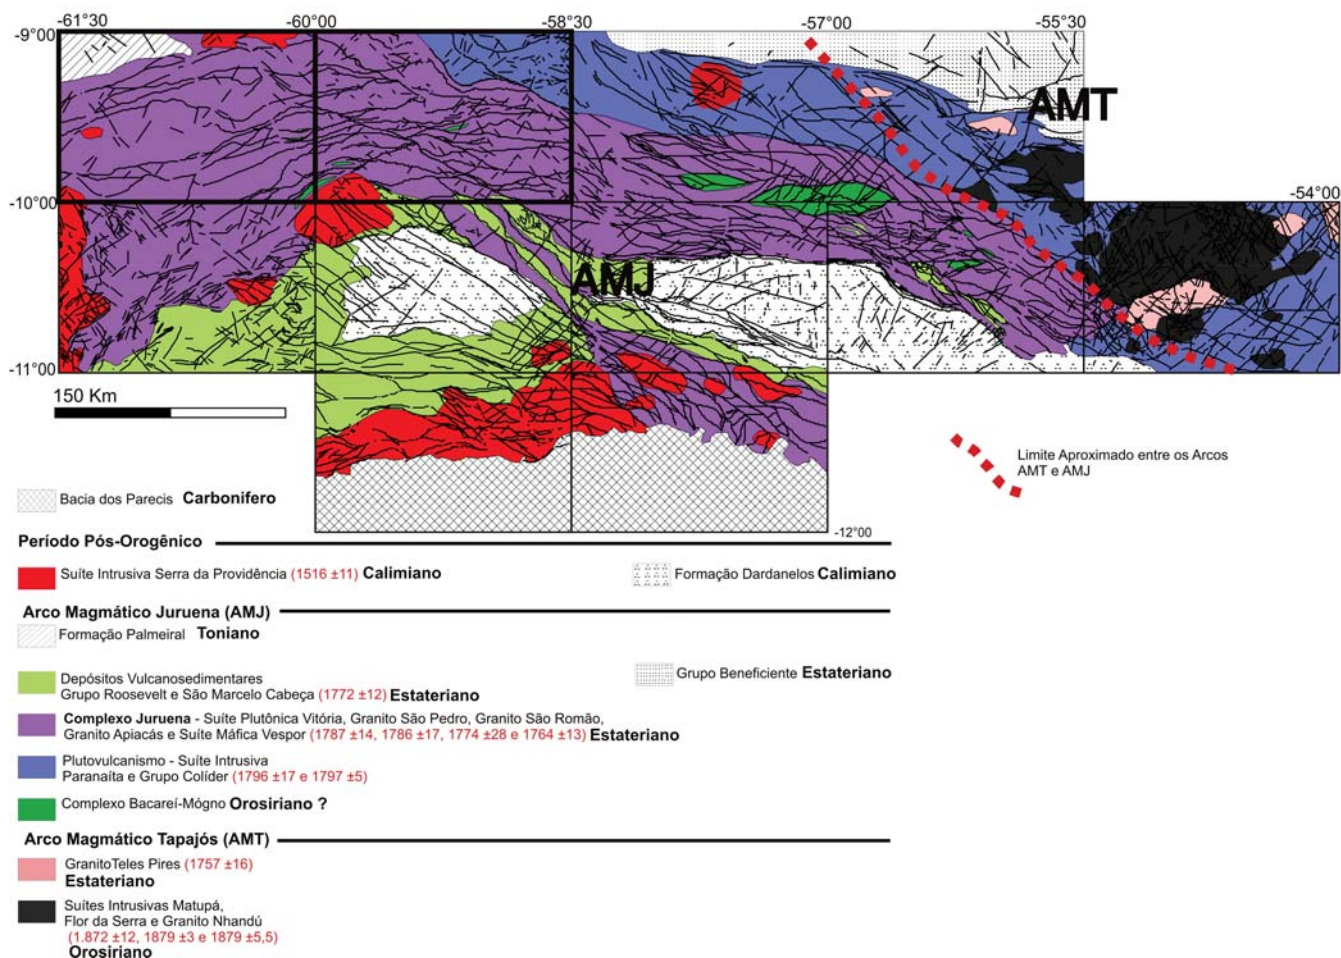 -61°30
-60°00
-58°30
-57°00
-55°30
-9°00
AMT
-10°00
-54°00
AMJ
-11°00
150 Km
Limite Aproximado entre os Arcos
AMT e AMJ
Bacia dos Parecis Carbonifero
-12°00
Período Pós-Orogênico
Suíte Intrusiva Serra da Providência (1516 ±11) Calimiano
Formação Dardanelos Calimiano
Arco Magmático Juruena (AMJ)
Formação Palmeiral Toniano
Depósitos Vulcanosedimentares
Grupo Roosevelt e São Marcelo Cabeça (1772 ±12) Estateriano
Grupo Beneficiente Estateriano
Complexo Juruena - Suíte Plutônica Vitória, Granito São Pedro, Granito São Romão,
Granito Apiacás e Suíte Máfica Vespor (1787 ±14, 1786 ±17, 1774 ±28 e 1764 ±13) Estateriano
Plutovulcanismo - Suíte Intrusiva
Paranaíta e Grupo Colíder (1796 ±17 e 1797 ±5)
Complexo Bacareí-Mógno Orosiriano ?
Arco Magmático Tapajós (AMT)
GranitoTeles Pires (1757 ±16)
Estateriano
Suítes Intrusivas Matupá,
Flor da Serra e Granito Nhandú
(1.872 ±12, 1879 ±3 e 1879 ±5,5)
Orosiriano